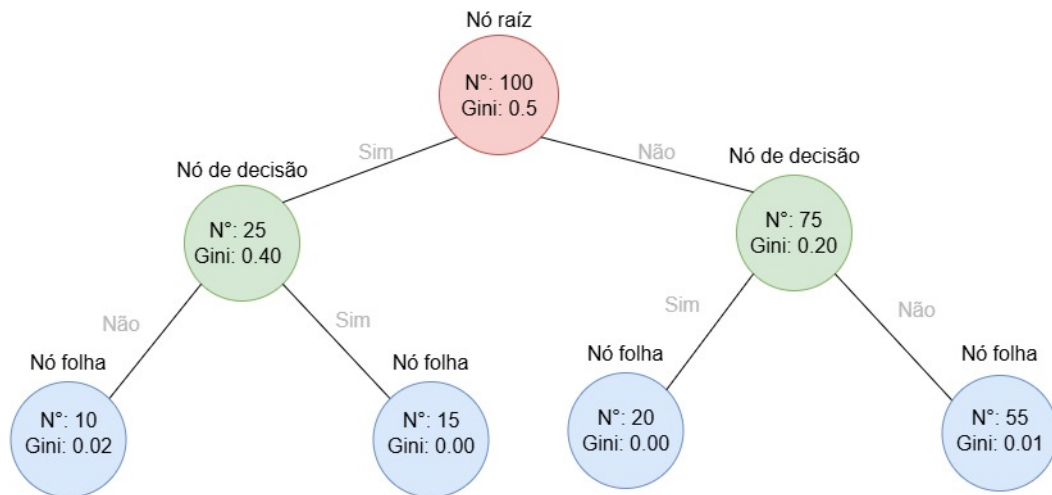 Nó raíz
N°: 100
Gini: 0.5
Sim
Não
Nó de decisão
N°: 25
Gini: 0.40
Nó de decisão
N°: 75
Gini: 0.20
Não
Sim
Sim
Não
Nó folha
N°: 10
Gini: 0.02
Nó folha
N°: 15
Gini: 0.00
Nó folha
N°: 20
Gini: 0.00
Nó folha
N°: 55
Gini: 0.01